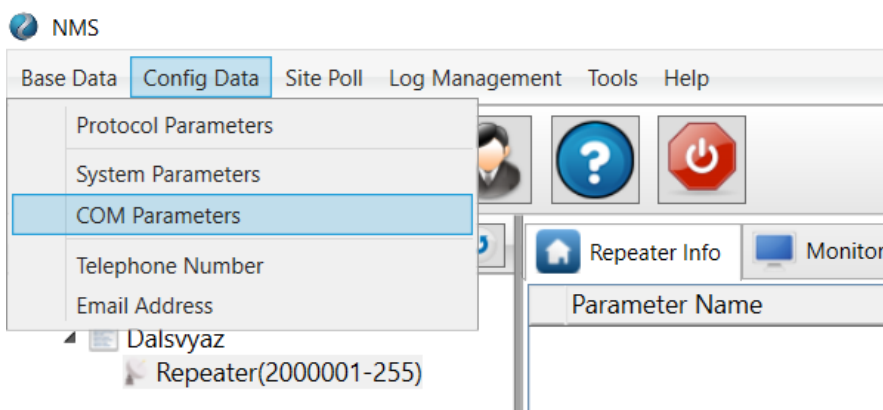 NMS
Base Data Config Data Site Poll Log Management Tools Help
Protocol Parameters
System Parameters
COM Parameters
Telephone Number
Email Address
Repeater Info Monitor
Parameter Name
Dalsvyaz
Repeater(2000001-255)